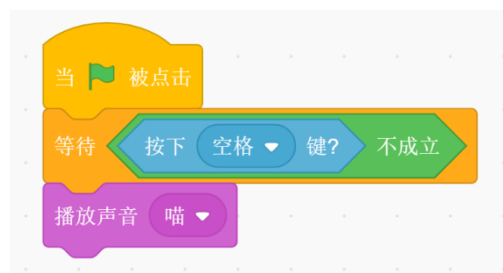 当 被点击
等待 按下 空格 键? 不成立
播放声音 喵